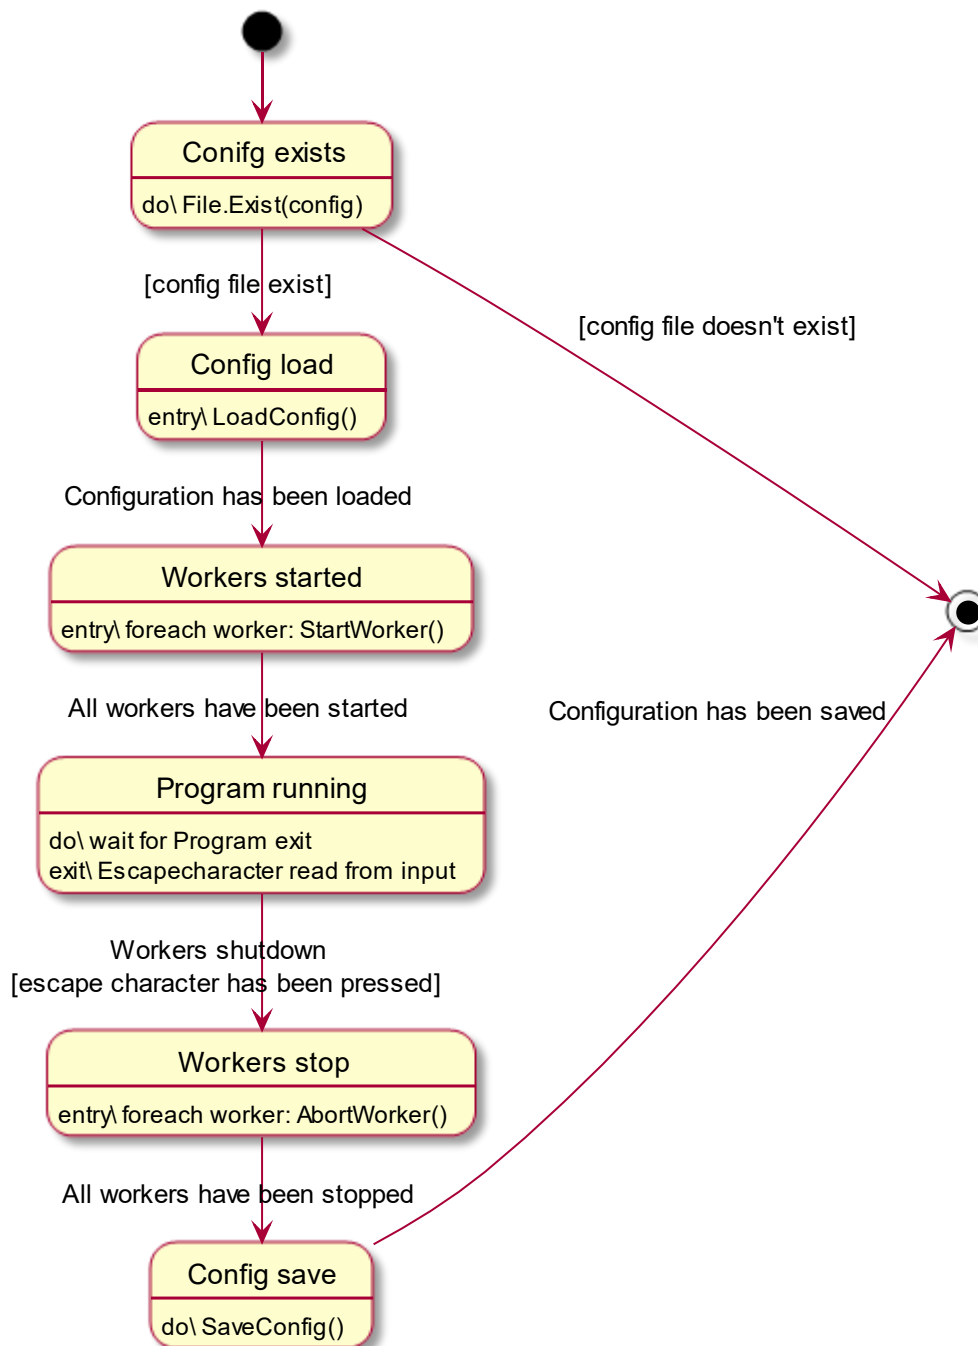 Conifg exists
do\ File.Exist(config)
[config file exist]
[config file doesn't exist]
Config load
entry\ LoadConfig()
Configuration has been loaded
Workers started
entry\ foreach worker: StartWorker()
All workers have been started
Configuration has been saved
Program running
do\ wait for Program exit
exit\ Escapecharacter read from input
Workers shutdown
[escape character has been pressed]
Workers stop
entry\ foreach worker: AbortWorker()
All workers have been stopped
Config save
do\ SaveConfig()